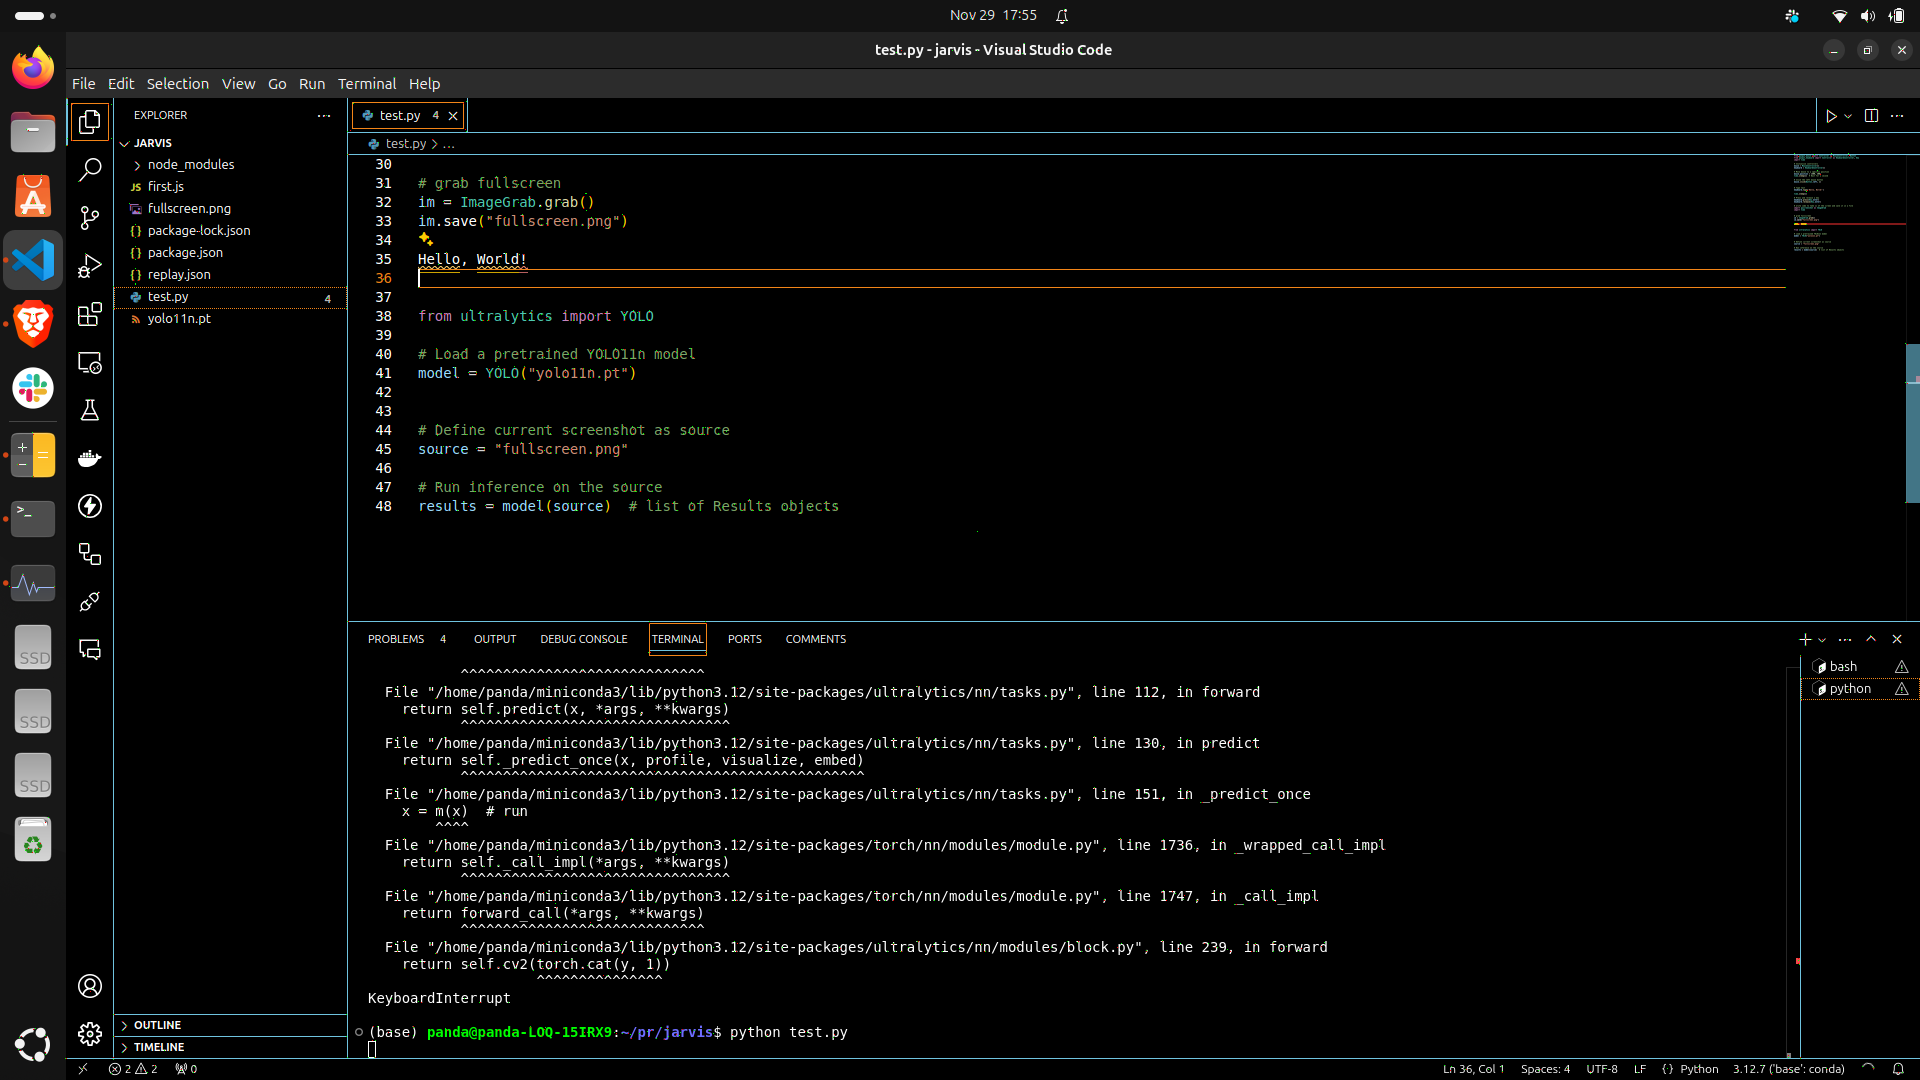 Nov 29 17:55
test.py - jarvis - Visual Studio Code
File Edit Selection View Go Run Terminal Help
EXPLORER
JARVIS
node_modules
JS first.js
fullscreen.png
{} package-lock.json
{} package.json
{} replay.json
test.py 4
yolo11n.pt
OUTLINE
TIMELINE
test.py 4
test.py > ...
30
31 # grab fullscreen
32 im = ImageGrab.grab()
33 im.save("fullscreen.png")
34
35 Hello, World!
36
37
38 from ultralytics import YOLO
39
40 # Load a pretrained YOLO11n model
41 model = YOLO("yolo11n.pt")
42
43
44 # Define current screenshot as source
45 source = "fullscreen.png"
46
47 # Run inference on the source
48 results = model(source)  # list of Results objects
PROBLEMS 4 OUTPUT DEBUG CONSOLE TERMINAL PORTS COMMENTS
^^^^^^^^^^^^^^^^^^^^^^^^^^^^^
File "/home/panda/miniconda3/lib/python3.12/site-packages/ultralytics/nn/tasks.py", line 112, in forward
return self.predict(x, *args, **kwargs)
^^^^^^^^^^^^^^^^^^^^^^^^^^^^^^^^
File "/home/panda/miniconda3/lib/python3.12/site-packages/ultralytics/nn/tasks.py", line 130, in predict
return self._predict_once(x, profile, visualize, embed)
^^^^^^^^^^^^^^^^^^^^^^^^^^^^^^^^^^^^^^^^^^^^^^^^
File "/home/panda/miniconda3/lib/python3.12/site-packages/ultralytics/nn/tasks.py", line 151, in _predict_once
x = m(x)  # run
^^^^
File "/home/panda/miniconda3/lib/python3.12/site-packages/torch/nn/modules/module.py", line 1736, in _wrapped_call_impl
return self._call_impl(*args, **kwargs)
^^^^^^^^^^^^^^^^^^^^^^^^^^^^^^^^
File "/home/panda/miniconda3/lib/python3.12/site-packages/torch/nn/modules/module.py", line 1747, in _call_impl
return forward_call(*args, **kwargs)
^^^^^^^^^^^^^^^^^^^^^^^^^^^^^
File "/home/panda/miniconda3/lib/python3.12/site-packages/ultralytics/nn/modules/block.py", line 239, in forward
return self.cv2(torch.cat(y, 1))
^^^^^^^^^^^^^^^
KeyboardInterrupt
(base) panda@panda-LOQ-15IRX9:~/pr/jarvis$ python test.py
bash
python
SSD
SSD
SSD
2 2 0
Ln 36, Col 1 Spaces: 4 UTF-8 LF {} Python 3.12.7 ('base': conda)